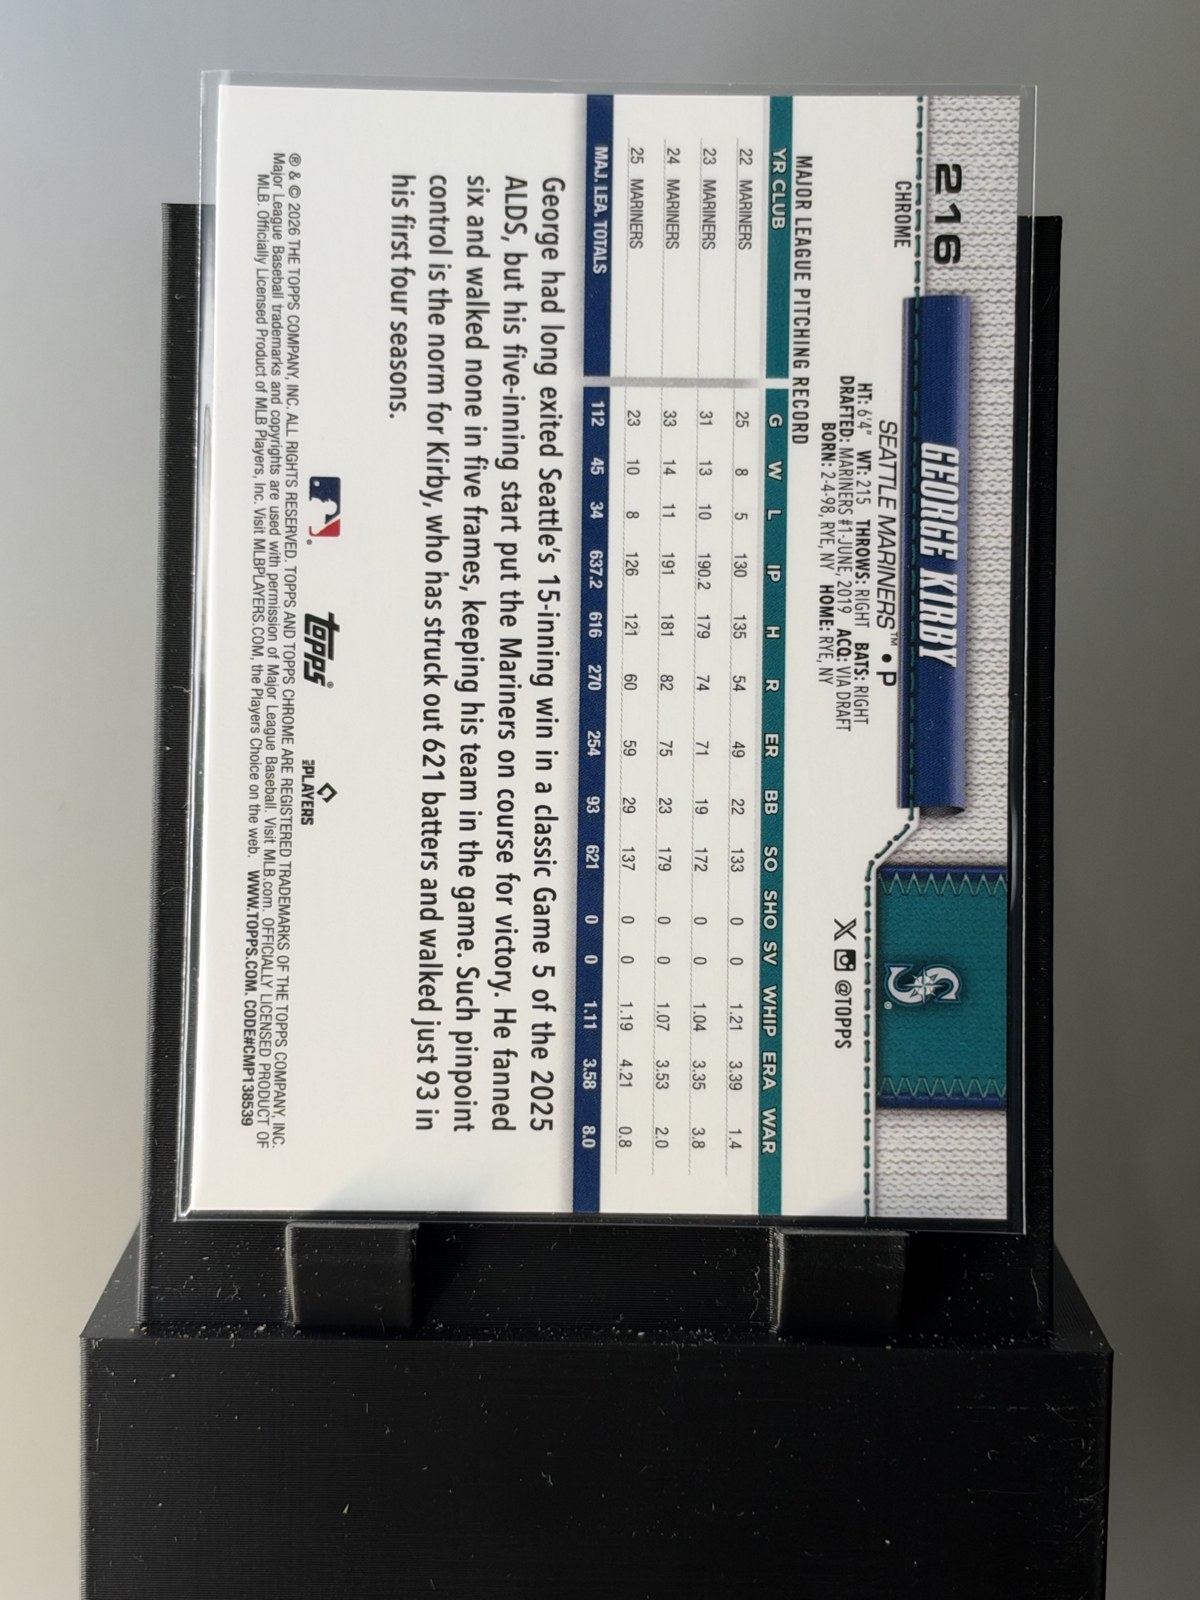 216
CHROME
GEORGE KIRBY
SEATTLE MARINERS™ • P
HT: 6'4" WT: 215 THROWS: RIGHT BATS: RIGHT
DRAFTED: MARINERS #1-JUNE, 2019 ACQ: VIA DRAFT
BORN: 2-4-98, RYE, NY HOME: RYE, NY
S®
X @TOPPS
MAJOR LEAGUE PITCHING RECORD
YR CLUB G W L IP H R ER BB SO SHO SV WHIP ERA WAR
22 MARINERS 25 8 5 130 135 54 49 22 133 0 0 1.21 3.39 1.4
23 MARINERS 31 13 10 190.2 179 74 71 19 172 0 0 1.04 3.35 3.8
24 MARINERS 33 14 11 191 181 82 75 23 179 0 0 1.07 3.53 2.0
25 MARINERS 23 10 8 126 121 60 59 29 137 0 0 1.19 4.21 0.8
MAJ. LEA. TOTALS 112 45 34 637.2 616 270 254 93 621 0 0 1.11 3.58 8.0
George had long exited Seattle's 15-inning win in a classic Game 5 of the 2025
ALDS, but his five-inning start put the Mariners on course for victory. He fanned
six and walked none in five frames, keeping his team in the game. Such pinpoint
control is the norm for Kirby, who has struck out 621 batters and walked just 93 in
his first four seasons.
topps®
MLB PLAYERS
® & © 2026 THE TOPPS COMPANY, INC. ALL RIGHTS RESERVED. TOPPS AND TOPPS CHROME ARE REGISTERED TRADEMARKS OF THE TOPPS COMPANY, INC.
Major League Baseball trademarks and copyrights are used with permission of Major League Baseball. Visit MLB.com. OFFICIALLY LICENSED PRODUCT OF
MLB. Officially Licensed Product of MLB Players, Inc. Visit MLBPLAYERS.COM, the Players Choice on the web. WWW.TOPPS.COM. CODE#CMP138539